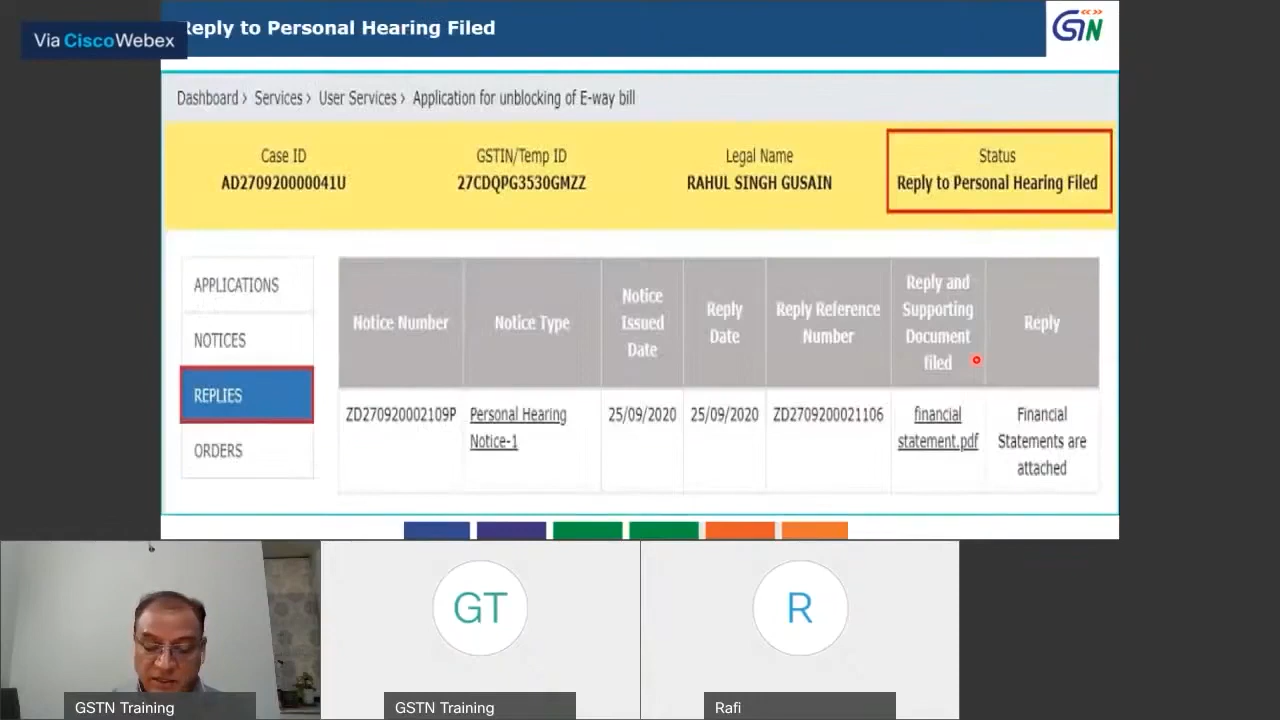 Via CiscoWebex
Reply to Personal Hearing Filed
GSTN
Dashboard › Services › User Services › Application for unblocking of E-way bill
Case ID
AD270920000041U
GSTIN/Temp ID
27CDQPG3530GMZZ
Legal Name
RAHUL SINGH GUSAIN
Status
Reply to Personal Hearing Filed
APPLICATIONS
NOTICES
REPLIES
ORDERS
Notice Number
Notice Type
Notice
Issued
Date
Reply
Date
Reply Reference
Number
Reply and
Supporting
Document
filed
Reply
ZD270920002109P
Personal Hearing
Notice-1
25/09/2020
25/09/2020
ZD2709200021106
financial
statement.pdf
Financial
Statements are
attached
GT
R
GSTN Training
GSTN Training
Rafi